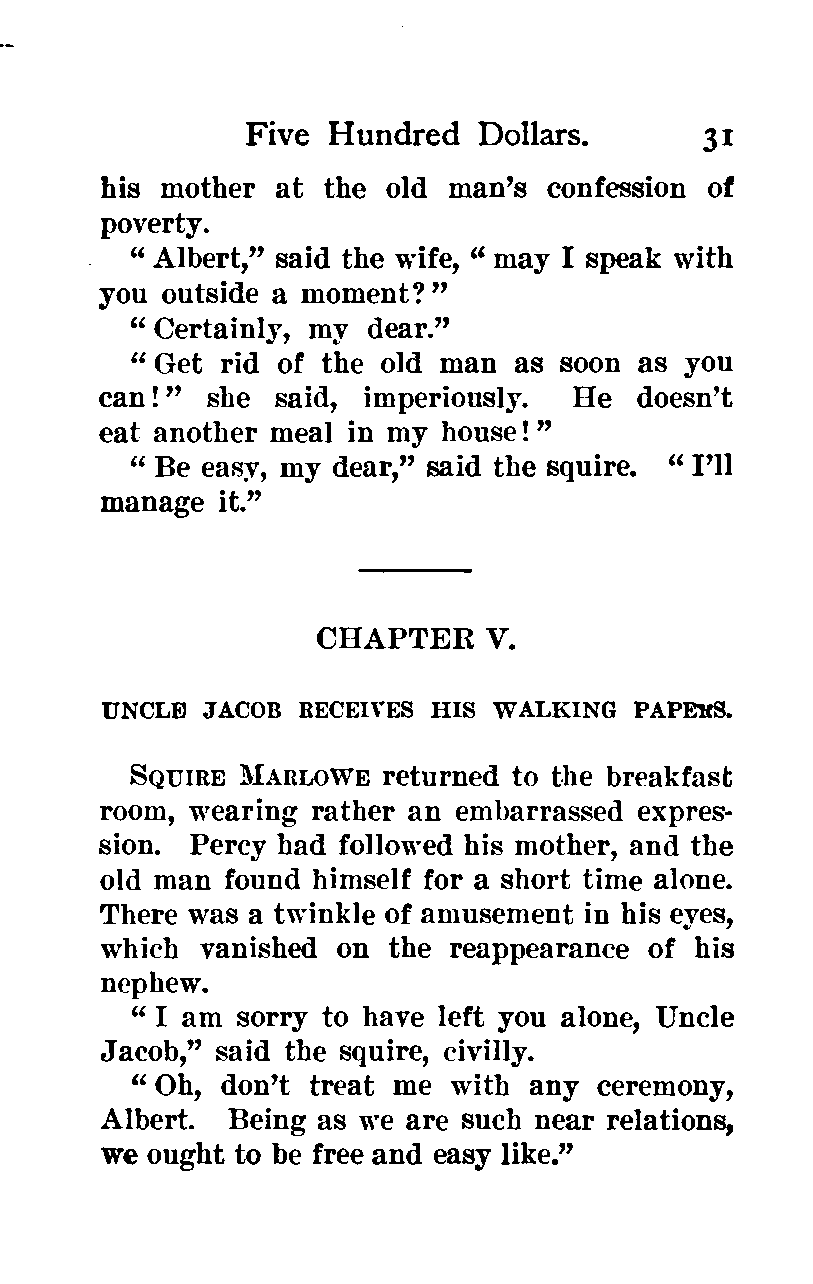 Five Hundred Dollars. 31
his mother at the old man's confession of
poverty.
“Albert,” said the wife, “may I speak with
you outside a moment?”
“Certainly, my dear.”
“Get rid of the old man as soon as you
can!” she said, imperiously. He doesn't
eat another meal in my house!”
“Be easy, my dear,” said the squire. “I'll
manage it.”
CHAPTER V.
UNCLE JACOB RECEIVES HIS WALKING PAPERS.
SQUIRE MARLOWE returned to the breakfast
room, wearing rather an embarrassed expres-
sion. Percy had followed his mother, and the
old man found himself for a short time alone.
There was a twinkle of amusement in his eyes,
which vanished on the reappearance of his
nephew.
“I am sorry to have left you alone, Uncle
Jacob,” said the squire, civilly.
“Oh, don't treat me with any ceremony,
Albert. Being as we are such near relations,
we ought to be free and easy like.”